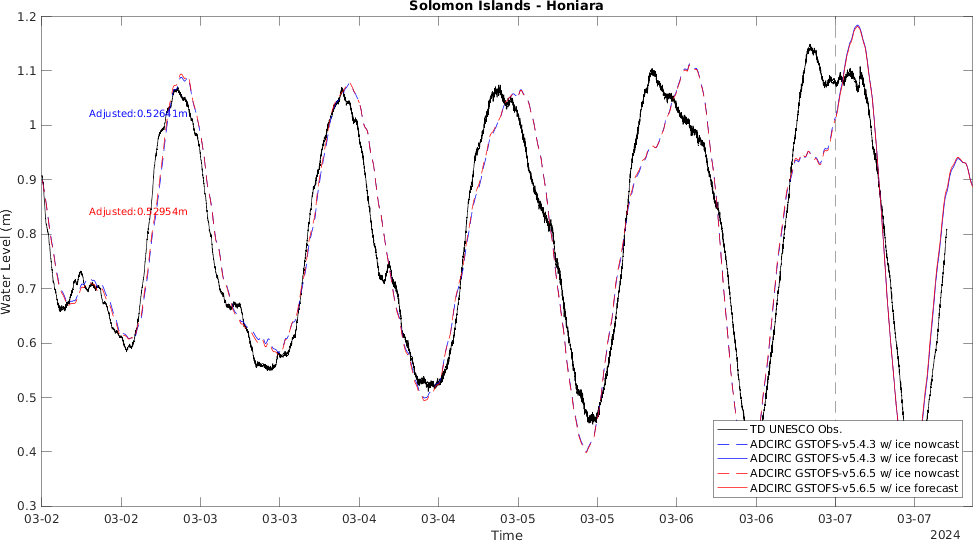 Solomon Islands - Honiara
1.2
1.1
1
0.9
0.8
0.7
0.6
0.5
0.4
0.3
Water Level (m)
Adjusted:0.52641m
Adjusted:0.52954m
TD UNESCO Obs.
ADCIRC GSTOFS-v5.4.3 w/ ice nowcast
ADCIRC GSTOFS-v5.4.3 w/ ice forecast
ADCIRC GSTOFS-v5.6.5 w/ ice nowcast
ADCIRC GSTOFS-v5.6.5 w/ ice forecast
03-02 03-02 03-03 03-03 03-04 03-04 03-05 03-05 03-06 03-06 03-07 03-07
Time
2024